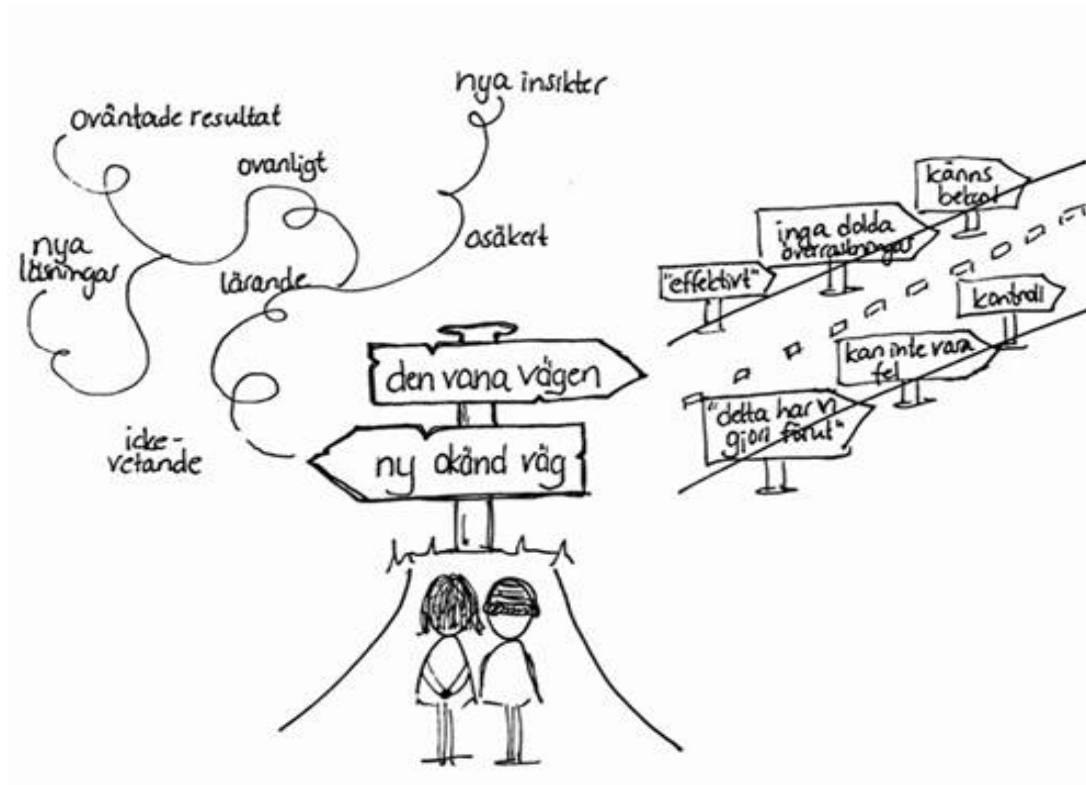 nya insikter
oväntade resultat
ovanligt
osäkert
nya
lösningar
lärande
icke-
vetande
den vana vägen
ny okänd väg
känns
bekant
inga dolda
överraskningar
"effektivt"
kontroll
kan inte vara
fel
"detta har vi
gjort förut"